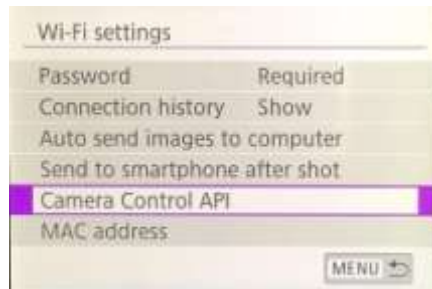 Wi-Fi settings
Password Required
Connection history Show
Auto send images to computer
Send to smartphone after shot
Camera Control API
MAC address
MENU